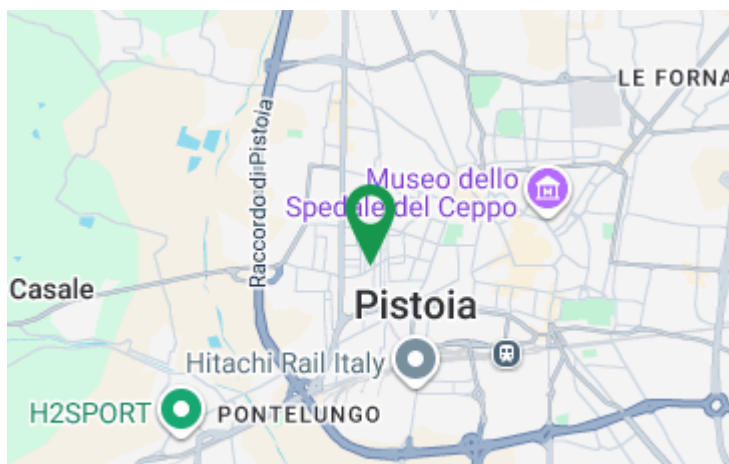 LE FORNA
Raccordo di Pistoia
Museo dello
Spedale del Ceppo
Casale
Pistoia
Hitachi Rail Italy
H2SPORT
PONTELUNGO